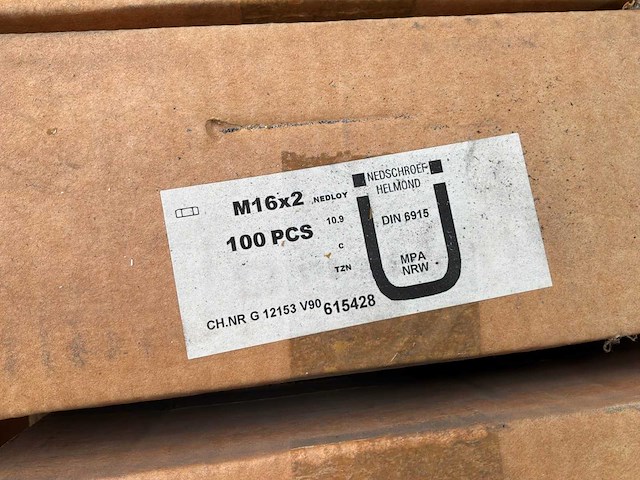 M16x2
100 PCS
NEDLOY
10.9
C
TZN
NEDSCHROEF
HELMOND
DIN 6915
MPA
NRW
CH.NR G 12153 V90
615428